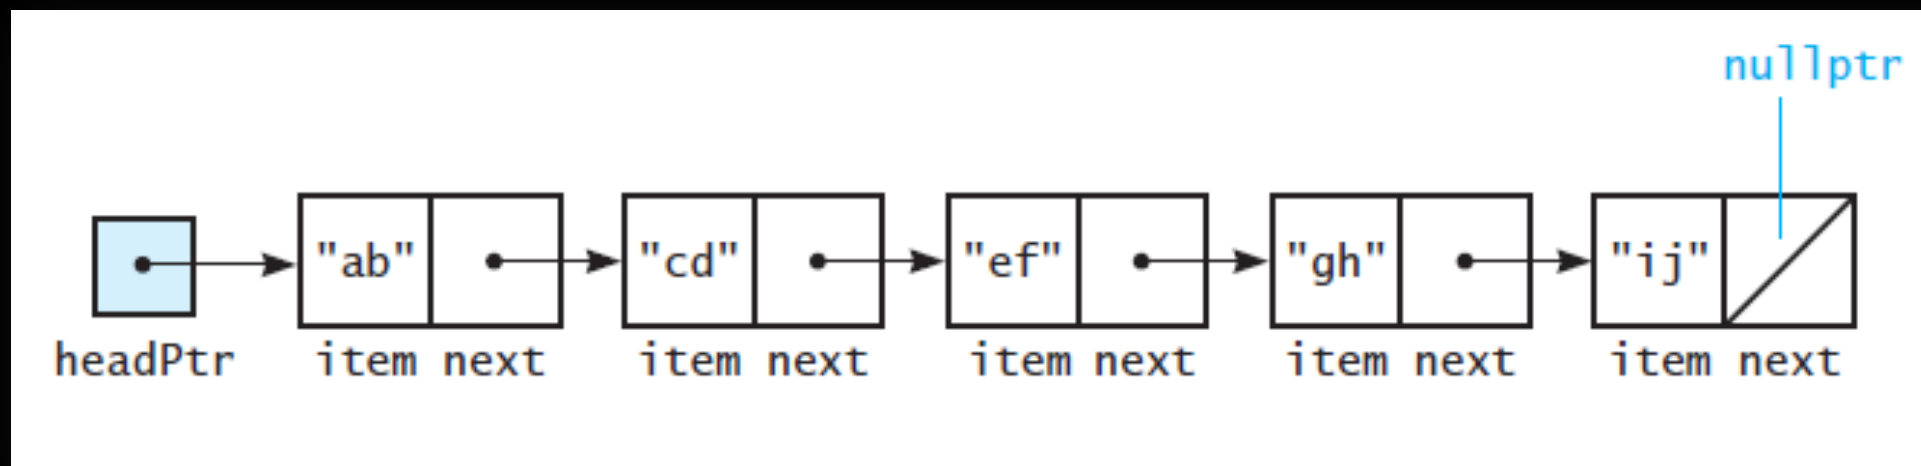 nullptr
"ab" "cd" "ef" "gh" "ij"
headPtr item next item next item next item next item next